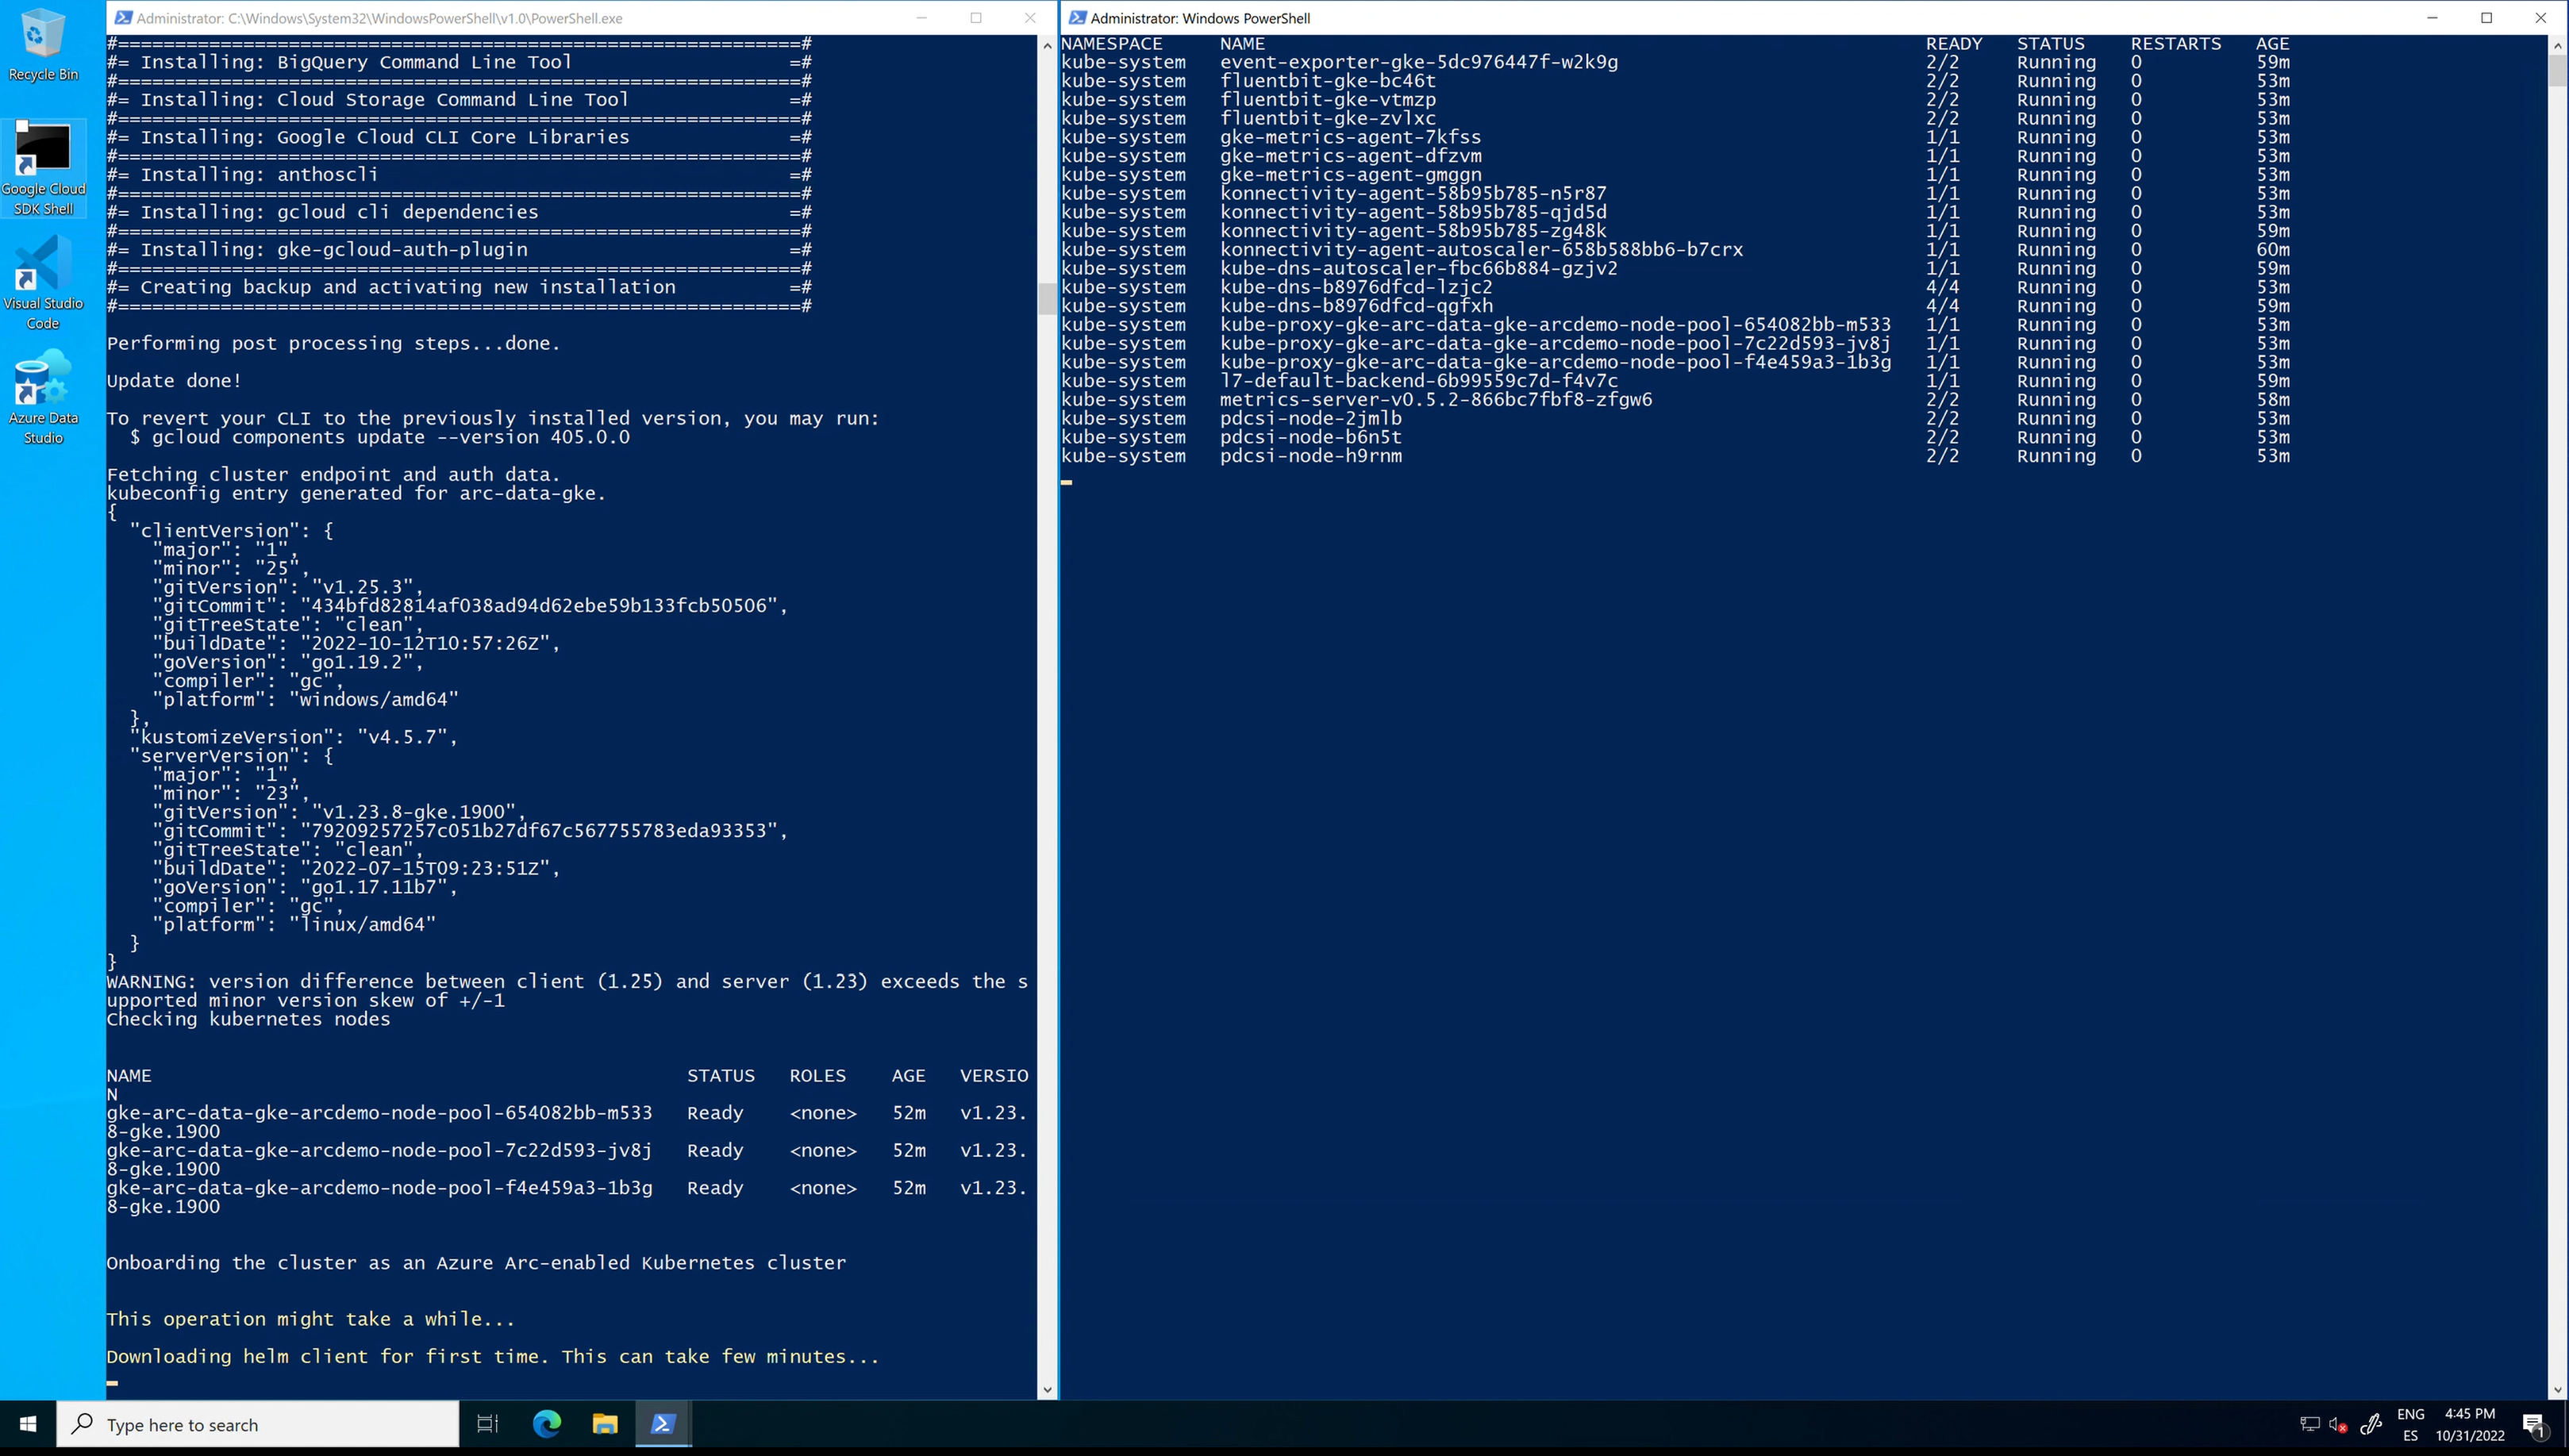 Recycle Bin
Google Cloud
SDK Shell
Visual Studio
Code
Azure Data
Studio
Administrator: C:\Windows\System32\WindowsPowerShell\v1.0\PowerShell.exe
#============================================================#
#= Installing: BigQuery Command Line Tool                   =#
#============================================================#
#= Installing: Cloud Storage Command Line Tool              =#
#============================================================#
#= Installing: Google Cloud CLI Core Libraries              =#
#============================================================#
#= Installing: anthoscli                                    =#
#============================================================#
#= Installing: gcloud cli dependencies                      =#
#============================================================#
#= Installing: gke-gcloud-auth-plugin                       =#
#============================================================#
#= Creating backup and activating new installation          =#
#============================================================#
Performing post processing steps...done.
Update done!
To revert your CLI to the previously installed version, you may run:
  $ gcloud components update --version 405.0.0
Fetching cluster endpoint and auth data.
kubeconfig entry generated for arc-data-gke.
{
  "clientVersion": {
    "major": "1",
    "minor": "25",
    "gitVersion": "v1.25.3",
    "gitCommit": "434bfd82814af038ad94d62ebe59b133fcb50506",
    "gitTreeState": "clean",
    "buildDate": "2022-10-12T10:57:26Z",
    "goVersion": "go1.19.2",
    "compiler": "gc",
    "platform": "windows/amd64"
  },
  "kustomizeVersion": "v4.5.7",
  "serverVersion": {
    "major": "1",
    "minor": "23",
    "gitVersion": "v1.23.8-gke.1900",
    "gitCommit": "79209257257c051b27df67c567755783eda93353",
    "gitTreeState": "clean",
    "buildDate": "2022-07-15T09:23:51Z",
    "goVersion": "go1.17.11b7",
    "compiler": "gc",
    "platform": "linux/amd64"
  }
}
WARNING: version difference between client (1.25) and server (1.23) exceeds the s
upported minor version skew of +/-1
Checking kubernetes nodes
NAME                                               STATUS   ROLES    AGE   VERSIO
N
gke-arc-data-gke-arcdemo-node-pool-654082bb-m533   Ready    <none>   52m   v1.23.
8-gke.1900
gke-arc-data-gke-arcdemo-node-pool-7c22d593-jv8j   Ready    <none>   52m   v1.23.
8-gke.1900
gke-arc-data-gke-arcdemo-node-pool-f4e459a3-1b3g   Ready    <none>   52m   v1.23.
8-gke.1900
Onboarding the cluster as an Azure Arc-enabled Kubernetes cluster
This operation might take a while...
Downloading helm client for first time. This can take few minutes...
Administrator: Windows PowerShell
NAMESPACE     NAME                                                          READY   STATUS    RESTARTS   AGE
kube-system   event-exporter-gke-5dc976447f-w2k9g                           2/2     Running   0          59m
kube-system   fluentbit-gke-bc46t                                           2/2     Running   0          53m
kube-system   fluentbit-gke-vtmzp                                           2/2     Running   0          53m
kube-system   fluentbit-gke-zvlxc                                           2/2     Running   0          53m
kube-system   gke-metrics-agent-7kfss                                       1/1     Running   0          53m
kube-system   gke-metrics-agent-dfzvm                                       1/1     Running   0          53m
kube-system   gke-metrics-agent-gmggn                                       1/1     Running   0          53m
kube-system   konnectivity-agent-58b95b785-n5r87                            1/1     Running   0          53m
kube-system   konnectivity-agent-58b95b785-qjd5d                            1/1     Running   0          53m
kube-system   konnectivity-agent-58b95b785-zg48k                            1/1     Running   0          59m
kube-system   konnectivity-agent-autoscaler-658b588bb6-b7crx                1/1     Running   0          60m
kube-system   kube-dns-autoscaler-fbc66b884-gzjv2                           1/1     Running   0          59m
kube-system   kube-dns-b8976dfcd-lzjc2                                      4/4     Running   0          53m
kube-system   kube-dns-b8976dfcd-qgfxh                                      4/4     Running   0          59m
kube-system   kube-proxy-gke-arc-data-gke-arcdemo-node-pool-654082bb-m533   1/1     Running   0          53m
kube-system   kube-proxy-gke-arc-data-gke-arcdemo-node-pool-7c22d593-jv8j   1/1     Running   0          53m
kube-system   kube-proxy-gke-arc-data-gke-arcdemo-node-pool-f4e459a3-1b3g   1/1     Running   0          53m
kube-system   l7-default-backend-6b99559c7d-f4v7c                           1/1     Running   0          59m
kube-system   metrics-server-v0.5.2-866bc7fbf8-zfgw6                        2/2     Running   0          58m
kube-system   pdcsi-node-2jmlb                                              2/2     Running   0          53m
kube-system   pdcsi-node-b6n5t                                              2/2     Running   0          53m
kube-system   pdcsi-node-h9rnm                                              2/2     Running   0          53m
Type here to search
ENG
ES
4:45 PM
10/31/2022
1